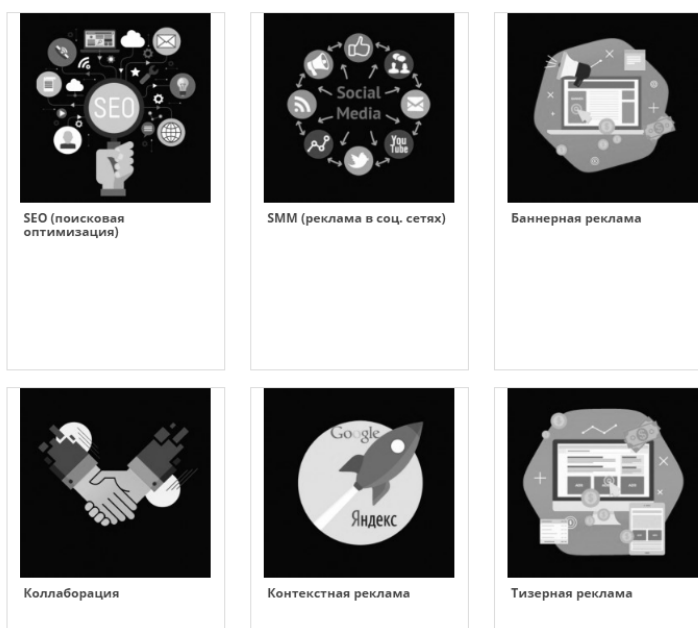 SEO
Social
Media
You
Tube
SEO (поисковая
оптимизация)
SMM (реклама в соц. сетях)
Баннерная реклама
Google
Яндекс
Коллаборация
Контекстная реклама
Тизерная реклама